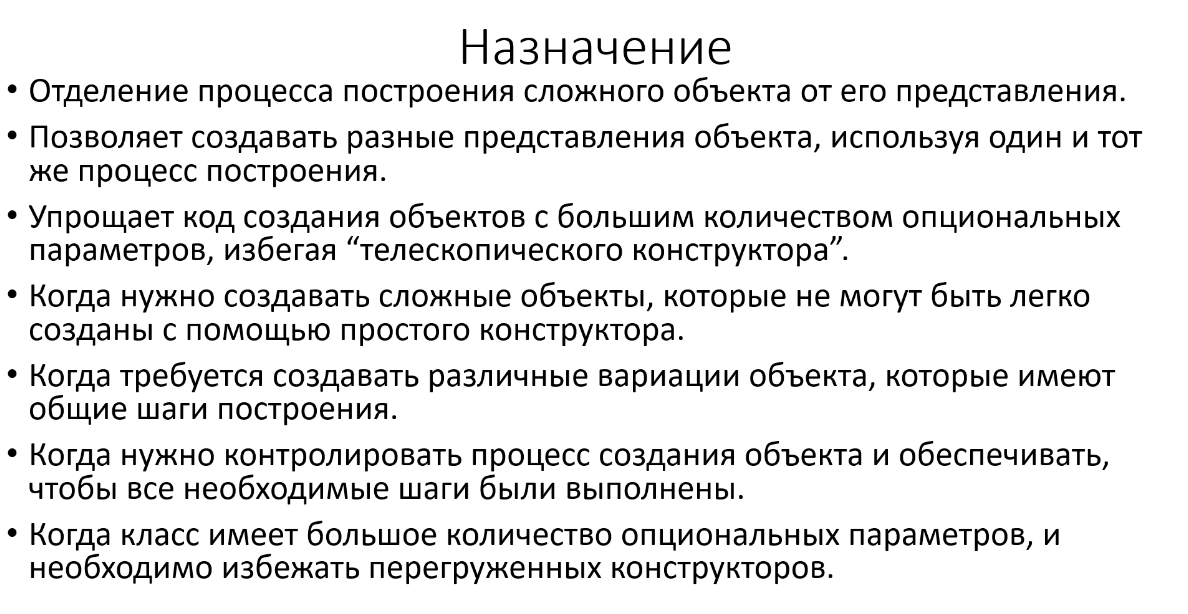 Назначение
• Отделение процесса построения сложного объекта от его представления.
• Позволяет создавать разные представления объекта, используя один и тот
же процесс построения.
• Упрощает код создания объектов с большим количеством опциональных
параметров, избегая “телескопического конструктора”.
• Когда нужно создавать сложные объекты, которые не могут быть легко
созданы с помощью простого конструктора.
• Когда требуется создавать различные вариации объекта, которые имеют
общие шаги построения.
• Когда нужно контролировать процесс создания объекта и обеспечивать,
чтобы все необходимые шаги были выполнены.
• Когда класс имеет большое количество опциональных параметров, и
необходимо избежать перегруженных конструкторов.